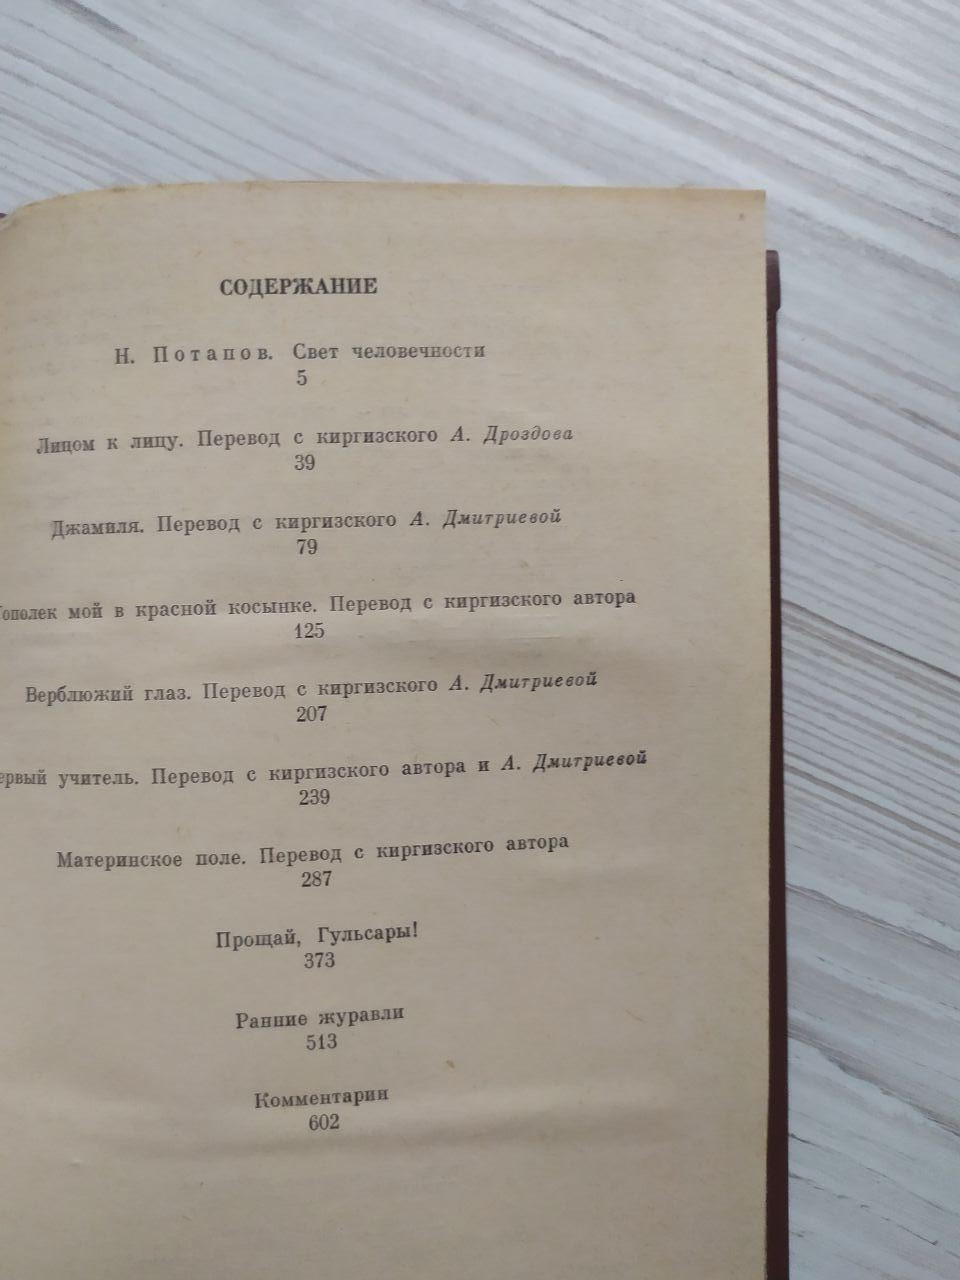 СОДЕРЖАНИЕ
Н. Потапов. Свет человечности
5
Лицом к лицу. Перевод с киргизского А. Дроздова
39
Джамиля. Перевод с киргизского А. Дмитриевой
79
ополек мой в красной косынке. Перевод с киргизского автора
125
Верблюжий глаз. Перевод с киргизского А. Дмитриевой
207
ервый учитель. Перевод с киргизского автора и А. Дмитриевой
239
Материнское поле. Перевод с киргизского автора
287
Прощай, Гульсары!
373
Ранние журавли
513
Комментарии
602